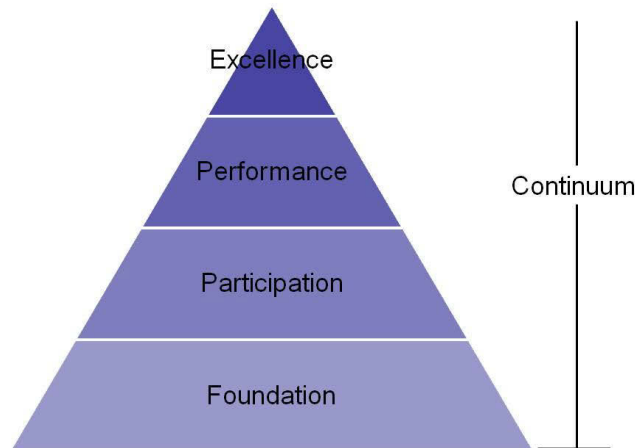 Excellence
Performance
Continuum
Participation
Foundation